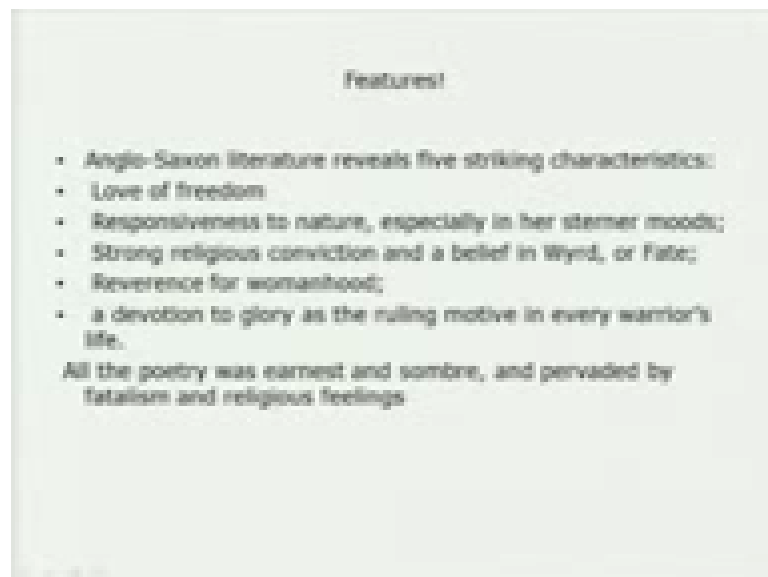 Features!
• Anglo-Saxon literature reveals five striking characteristics:
• Love of freedom
• Responsiveness to nature, especially in her sterner moods;
• Strong religious conviction and a belief in Wyrd, or Fate;
• Reverence for womanhood;
• a devotion to glory as the ruling motive in every warrior's
life.
All the poetry was earnest and sombre, and pervaded by
fatalism and religious feelings